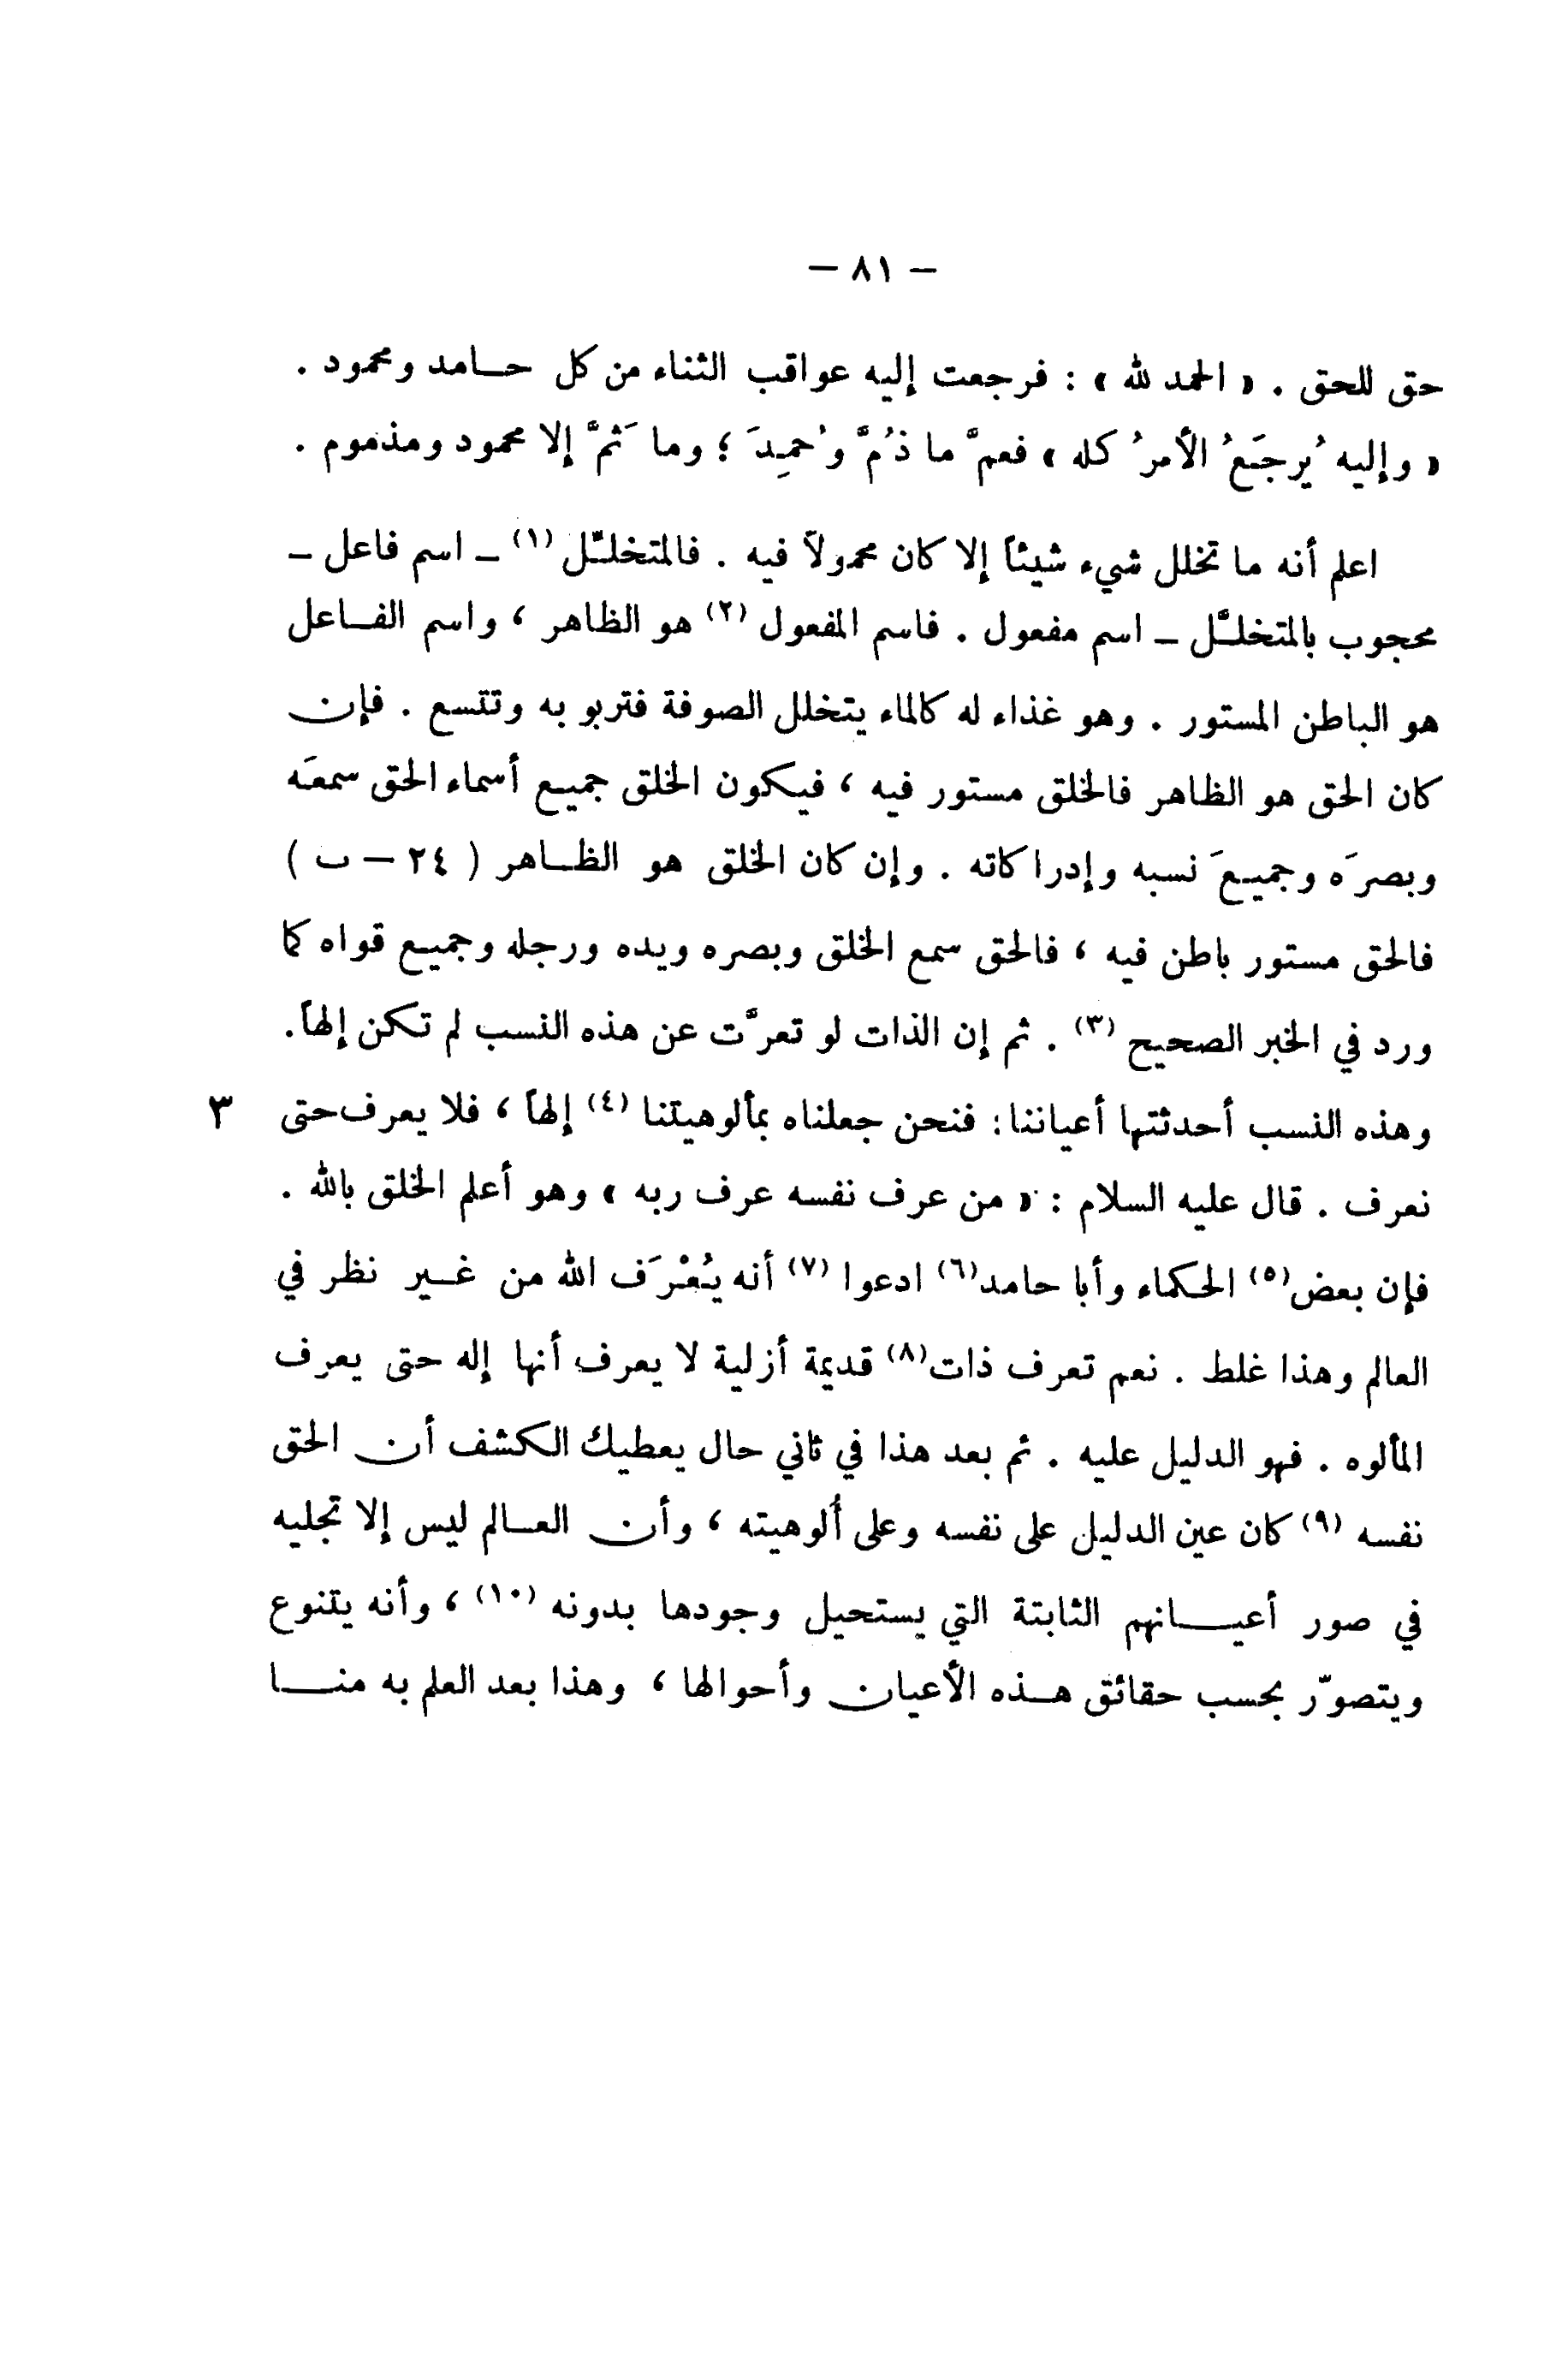 — ٨١ —
حق للحق . « الحمد لله » : فرجعت إليه عواقب الثناء من كل حـامد ومحمود .
« وإليه يُرجَعُ الأمرُ كله » فعمَّ ما ذُمَّ وحُمِدَ ؛ وما ثَمَّ إلا محمود ومذموم .
اعلم أنه ما تخلل شيء شيئاً إلا كان محمولاً فيه . فالمتخلِّل (١) ـ اسم فاعل ـ
محجوب بالمتخلَّل ـ اسم مفعول . فاسم المفعول (٢) هو الظاهر ، واسم الفـاعل
هو الباطن المستور . وهو غذاء له كالماء يتخلل الصوفة فتربو به وتتسع . فإن
كان الحق هو الظاهر فالخلق مستور فيه ، فيكون الخلق جميع أسماء الحق سمعَه
وبصرَه وجميعَ نسبه وإدراكاته . وإن كان الخلق هو الظـاهر ( ٢٤ — ب )
فالحق مستور باطن فيه ، فالحق سمع الخلق وبصره ويده ورجله وجميع قواه كما
ورد في الخبر الصحيح (٣) . ثم إن الذات لو تعرَّت عن هذه النسب لم تكن إلهاً.
وهذه النسب أحدثتها أعياننا: فنحن جعلناه بمألوهيتنا (٤) إلهاً ، فلا يعرف حتى ٣
نعرف . قال عليه السلام : « من عرف نفسه عرف ربه » وهو أعلم الخلق بالله .
فإن بعض(٥) الحكماء وأبا حامد(٦) ادعوا (٧) أنه يُعْرَف الله من غـير نظر في
العالم وهذا غلط . نعم تعرف ذات(٨) قديمة أزلية لا يعرف أنها إله حتى يعرف
المألوه . فهو الدليل عليه . ثم بعد هذا في ثاني حال يعطيك الكشف أن الحق
نفسه (٩) كان عين الدليل على نفسه وعلى أُلوهيته ، وأن العـالم ليس إلا تجليه
في صور أعيـانهم الثابتة التي يستحيل وجودها بدونه (١٠) ، وأنه يتنوع
ويتصوّر بحسب حقائق هـذه الأعيان وأحوالها ، وهذا بعد العلم به منـا